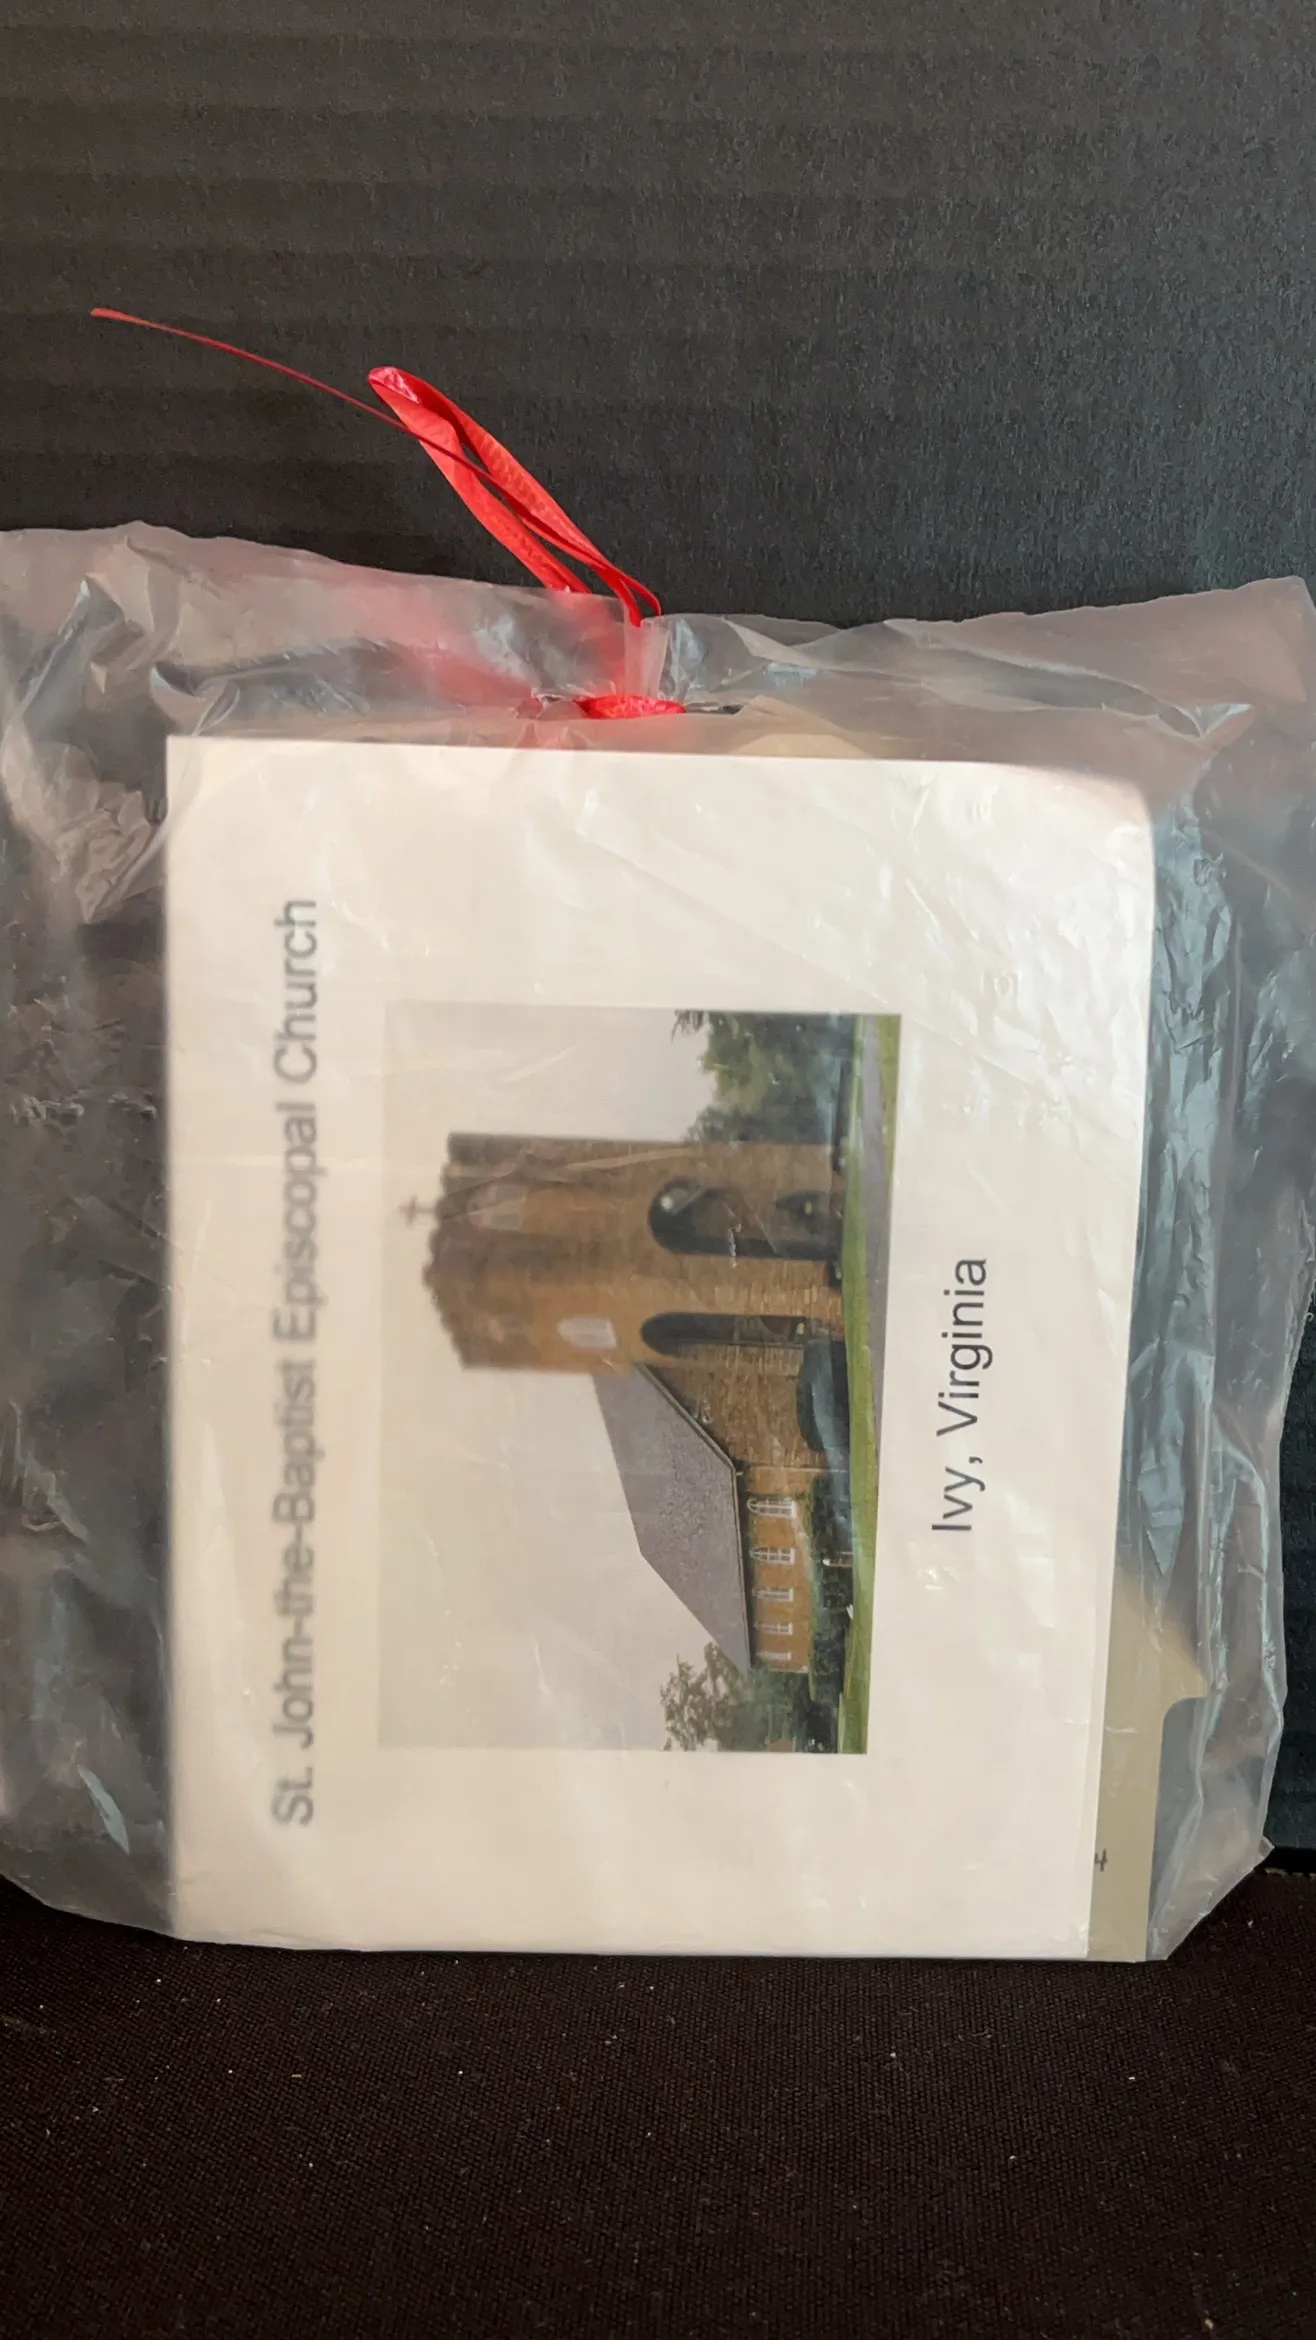 St. John-the-Baptist Episcopal Church
Ivy, Virginia